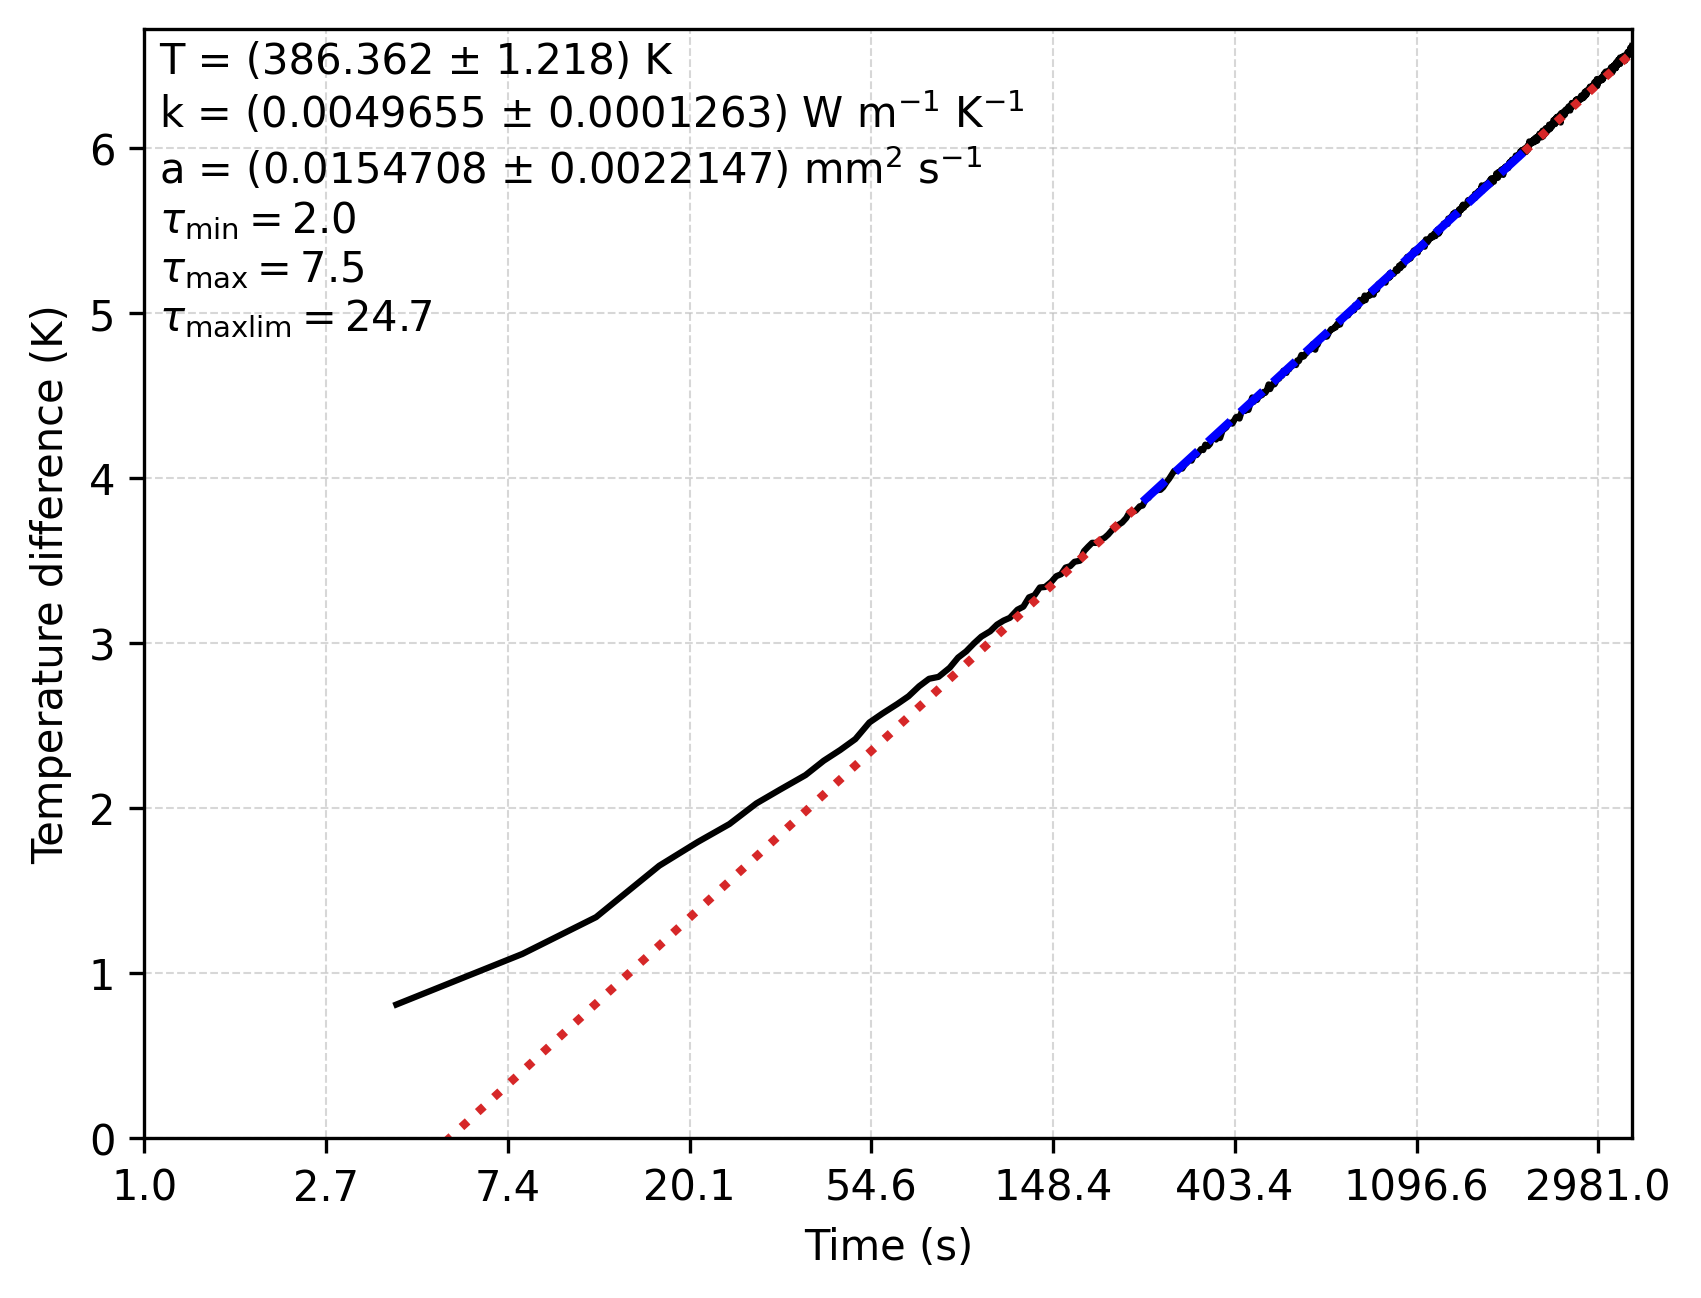 T = (386.362 ± 1.218) K
k = (0.0049655 ± 0.0001263) W m⁻¹ K⁻¹
a = (0.0154708 ± 0.0022147) mm² s⁻¹
τmin = 2.0
τmax = 7.5
τmaxlim = 24.7
Temperature difference (K)
6
5
4
3
2
1
0
1.0 2.7 7.4 20.1 54.6 148.4 403.4 1096.6 2981.0
Time (s)